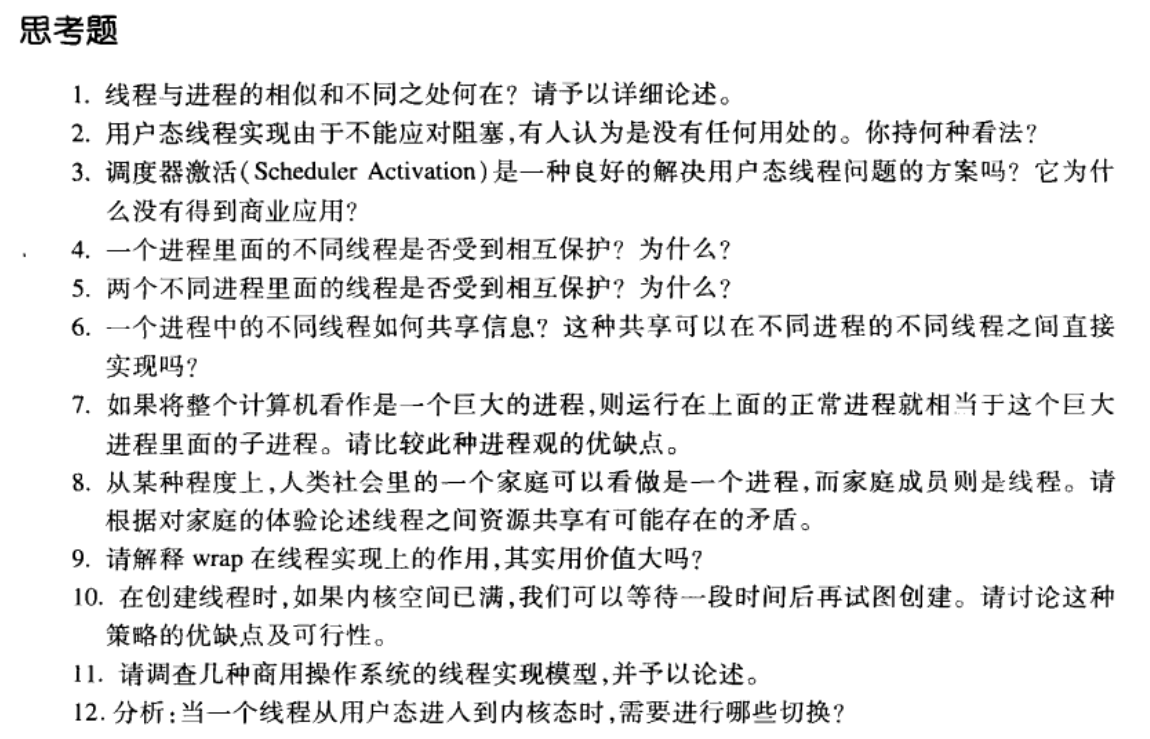 思考题
1. 线程与进程的相似和不同之处何在？请予以详细论述。
2. 用户态线程实现由于不能应对阻塞,有人认为是没有任何用处的。你持何种看法？
3. 调度器激活(Scheduler Activation)是一种良好的解决用户态线程问题的方案吗？它为什
么没有得到商业应用？
4. 一个进程里面的不同线程是否受到相互保护？为什么？
5. 两个不同进程里面的线程是否受到相互保护？为什么？
6. 一个进程中的不同线程如何共享信息？这种共享可以在不同进程的不同线程之间直接
实现吗？
7. 如果将整个计算机看作是一个巨大的进程,则运行在上面的正常进程就相当于这个巨大
进程里面的子进程。请比较此种进程观的优缺点。
8. 从某种程度上,人类社会里的一个家庭可以看做是一个进程,而家庭成员则是线程。请
根据对家庭的体验论述线程之间资源共享有可能存在的矛盾。
9. 请解释 wrap 在线程实现上的作用,其实用价值大吗？
10. 在创建线程时,如果内核空间已满,我们可以等待一段时间后再试图创建。请讨论这种
策略的优缺点及可行性。
11. 请调查几种商用操作系统的线程实现模型,并予以论述。
12. 分析:当一个线程从用户态进入到内核态时,需要进行哪些切换？